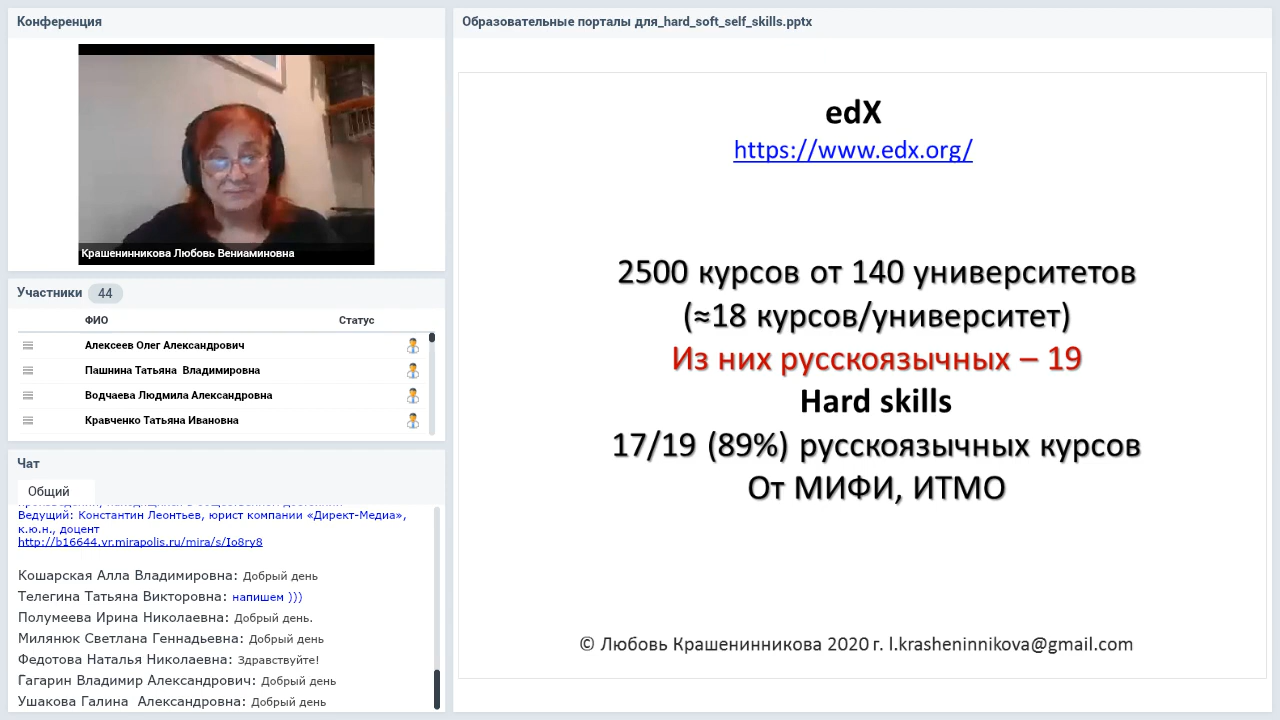 Конференция
Крашенинникова Любовь Вениаминовна
Участники 44
ФИО Статус
Алексеев Олег Александрович
Пашнина Татьяна Владимировна
Водчаева Людмила Александровна
Кравченко Татьяна Ивановна
Чат
Общий
Ведущий: Константин Леонтьев, юрист компании «Директ-Медиа»,
к.ю.н., доцент
http://b16644.vr.mirapolis.ru/mira/s/Io8ry8
Кошарская Алла Владимировна: Добрый день
Телегина Татьяна Викторовна: напишем )))
Полумеева Ирина Николаевна: Добрый день.
Милянюк Светлана Геннадьевна: Добрый день
Федотова Наталья Николаевна: Здравствуйте!
Гагарин Владимир Александрович: Добрый день
Ушакова Галина Александровна: Добрый день
Образовательные порталы для_hard_soft_self_skills.pptx
edX
https://www.edx.org/
2500 курсов от 140 университетов
(≈18 курсов/университет)
Из них русскоязычных – 19
Hard skills
17/19 (89%) русскоязычных курсов
От МИФИ, ИТМО
© Любовь Крашенинникова 2020 г. l.krasheninnikova@gmail.com